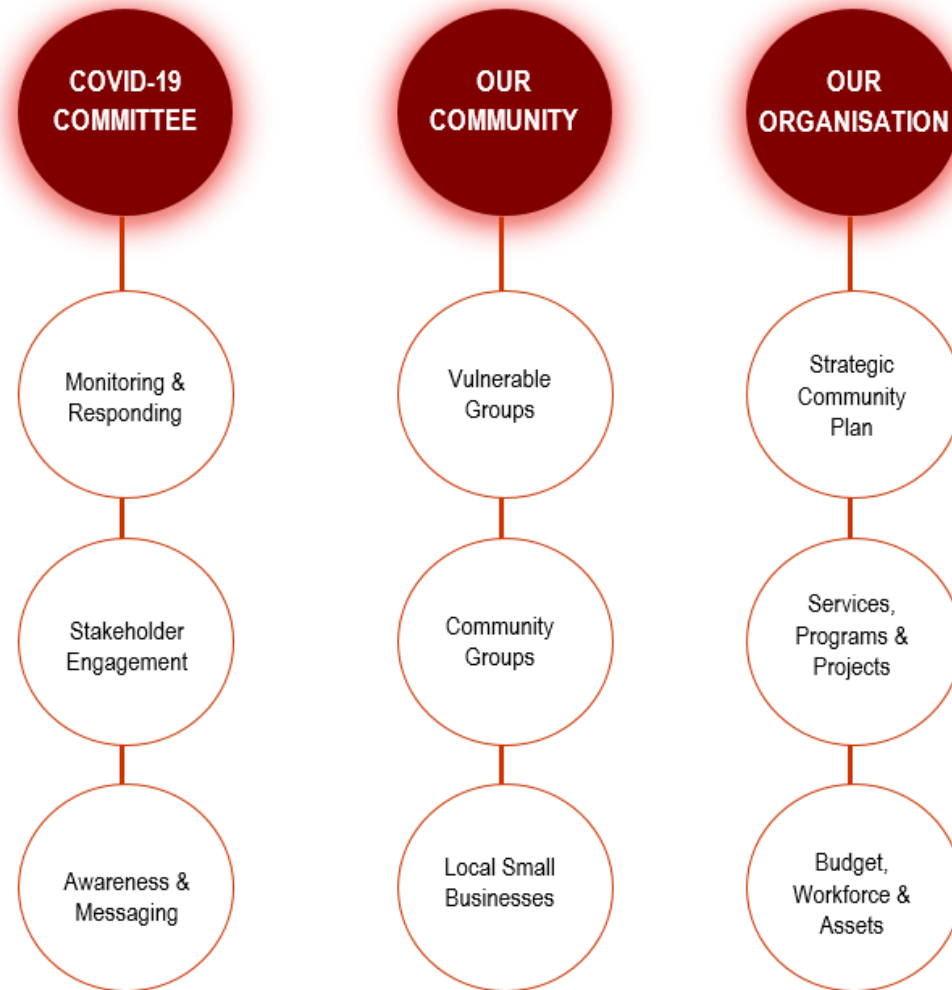 COVID-19
COMMITTEE
Monitoring &
Responding
Stakeholder
Engagement
Awareness &
Messaging
OUR
COMMUNITY
Vulnerable
Groups
Community
Groups
Local Small
Businesses
OUR
ORGANISATION
Strategic
Community
Plan
Services,
Programs &
Projects
Budget,
Workforce &
Assets